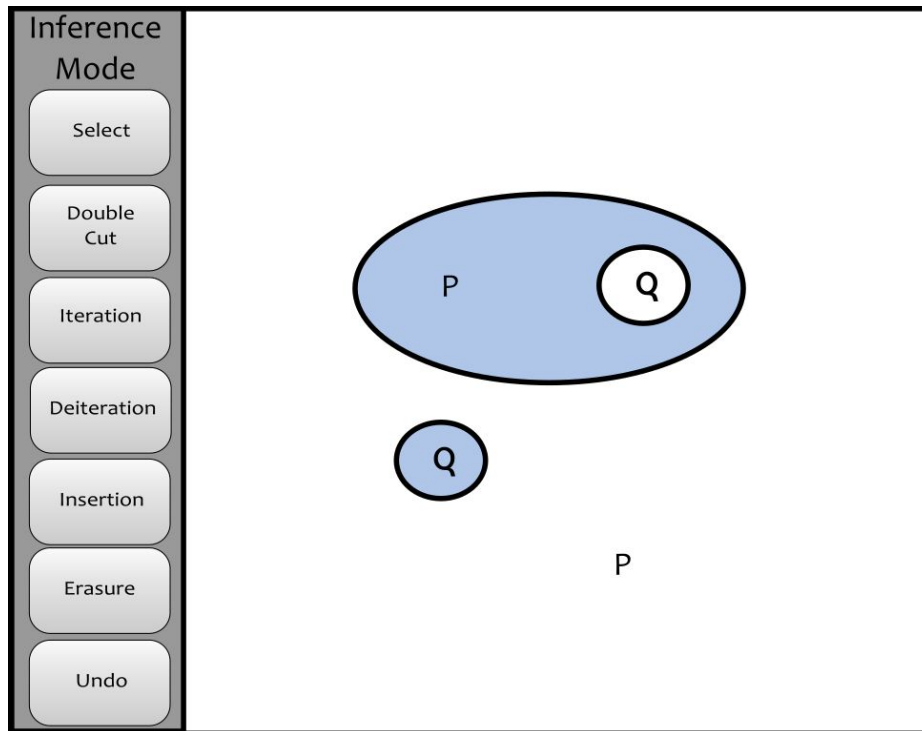 Inference
Mode
Select
Double
Cut
Iteration
Deiteration
Insertion
Erasure
Undo
P Q
Q
P